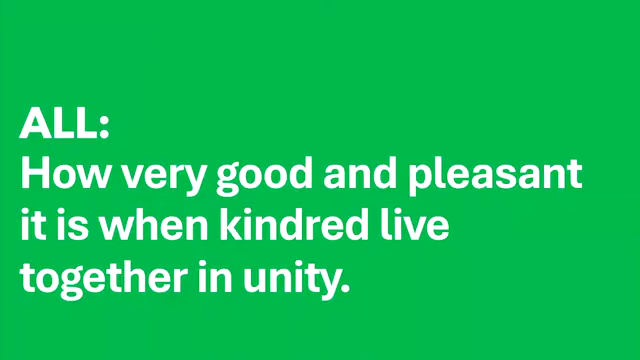 ALL:
How very good and pleasant
it is when kindred live
together in unity.